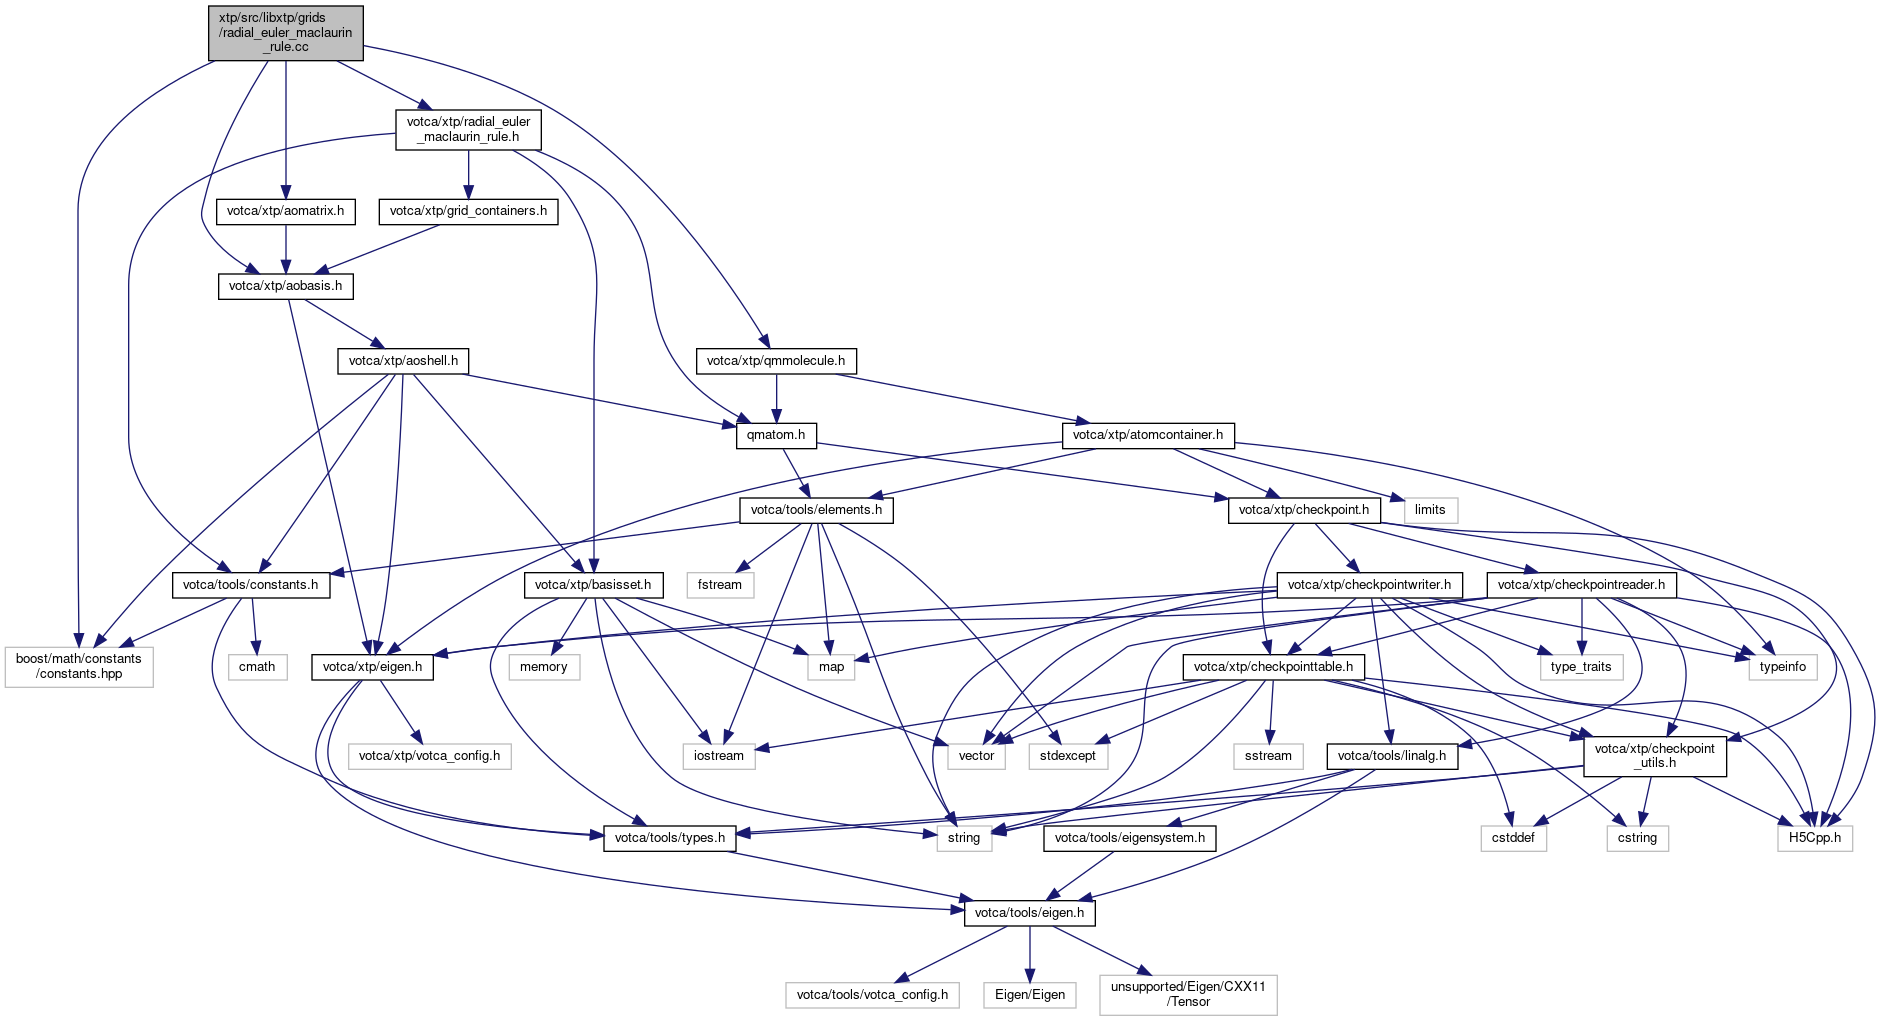 xtp/src/libxtp/grids
/radial_euler_maclaurin
_rule.cc
votca/xtp/radial_euler
_maclaurin_rule.h
votca/xtp/aomatrix.h
votca/xtp/grid_containers.h
votca/xtp/aobasis.h
votca/xtp/aoshell.h
votca/xtp/qmmolecule.h
qmatom.h
votca/xtp/atomcontainer.h
votca/tools/elements.h
votca/xtp/checkpoint.h
limits
votca/tools/constants.h
votca/xtp/basisset.h
fstream
votca/xtp/checkpointwriter.h
votca/xtp/checkpointreader.h
boost/math/constants
/constants.hpp
cmath
votca/xtp/eigen.h
memory
map
votca/xtp/checkpointtable.h
type_traits
typeinfo
votca/xtp/votca_config.h
iostream
vector
stdexcept
sstream
votca/tools/linalg.h
votca/xtp/checkpoint
_utils.h
votca/tools/types.h
string
votca/tools/eigensystem.h
cstddef
cstring
H5Cpp.h
votca/tools/eigen.h
votca/tools/votca_config.h
Eigen/Eigen
unsupported/Eigen/CXX11
/Tensor